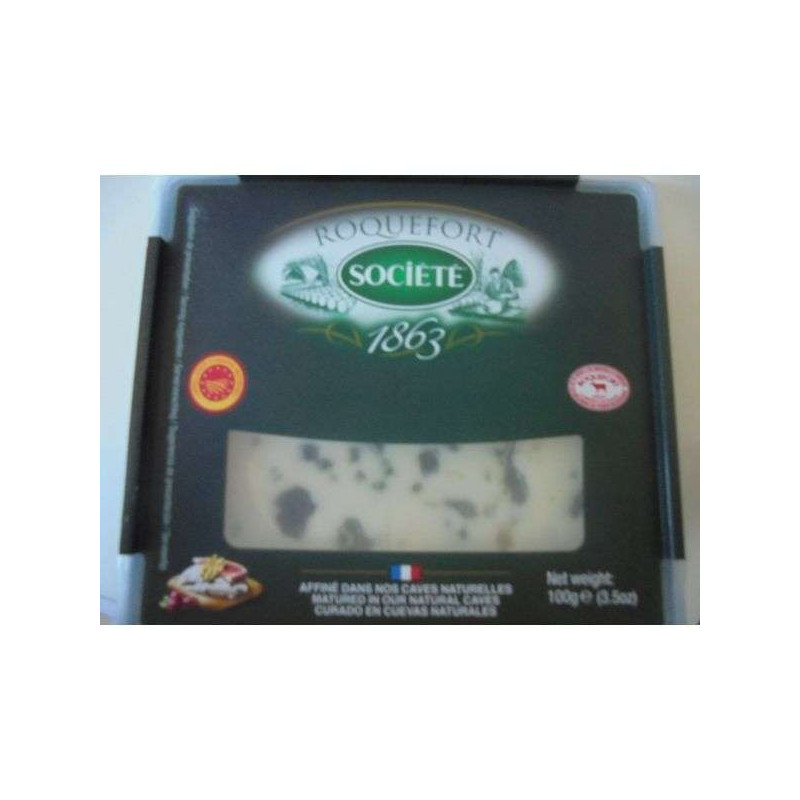 ROQUEFORT
SOCIÉTÉ
1863
ROQUEFORT
AFFINÉ DANS NOS CAVES NATURELLES
MATURED IN OUR NATURAL CAVES
CURADO EN CUEVAS NATURALES
Net weight:
100g e (3.5oz)